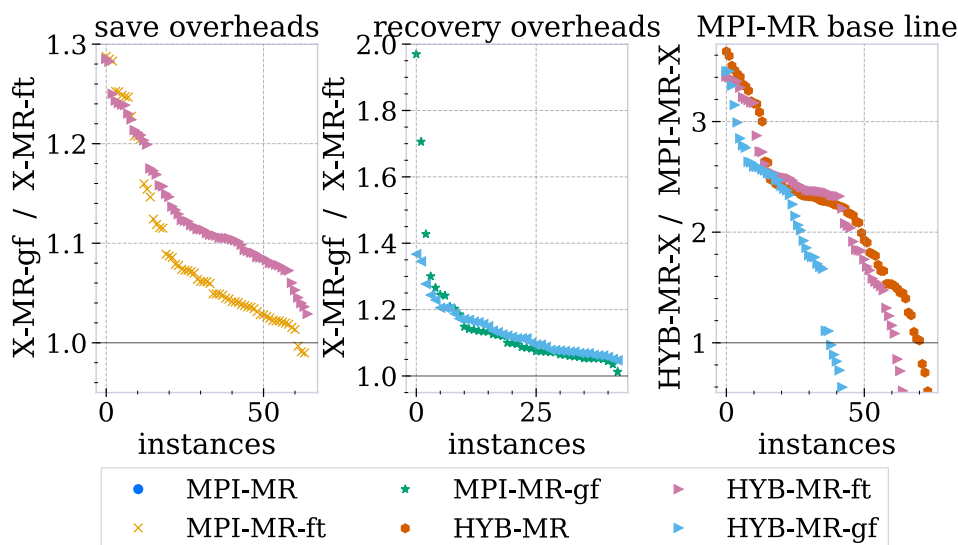 save overheads
recovery overheads
MPI-MR base line
X-MR-gf / X-MR-ft
1.3
1.2
1.1
1.0
0
50
instances
X-MR-gf / X-MR-ft
2.0
1.8
1.6
1.4
1.2
1.0
0
25
instances
HYB-MR-X / MPI-MR-X
3
2
1
0
50
instances
MPI-MR
MPI-MR-gf
HYB-MR-ft
MPI-MR-ft
HYB-MR
HYB-MR-gf